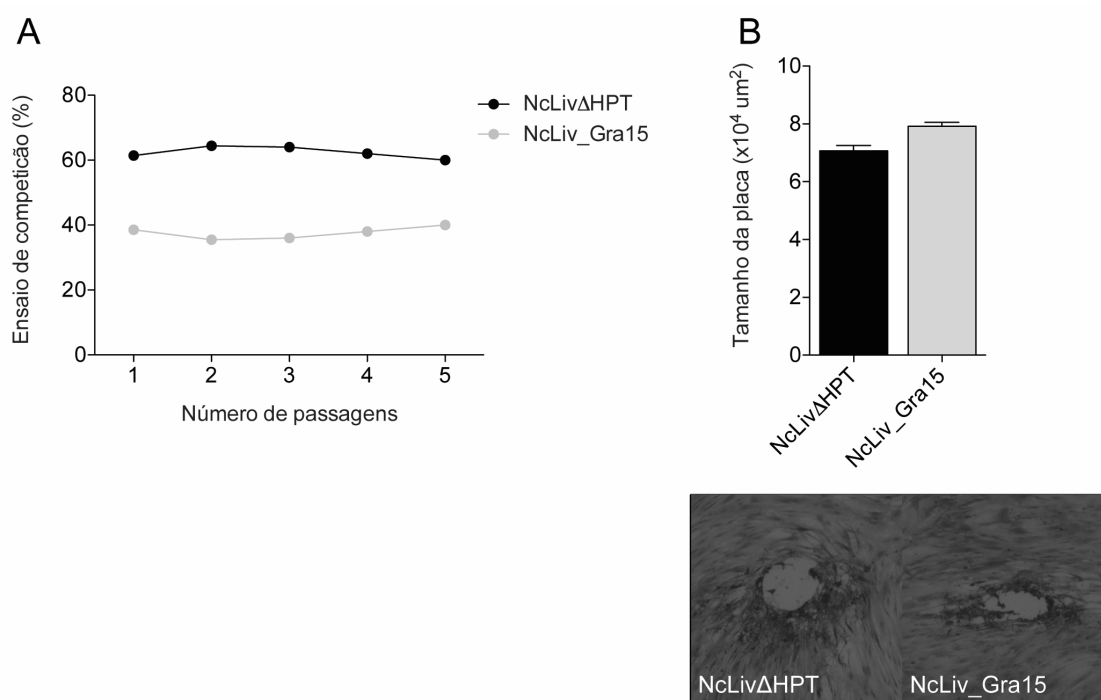 A
Ensaio de competicão (%)
80
60
40
20
0
1 2 3 4 5
Número de passagens
NcLivΔHPT
NcLiv_Gra15
B
Tamanho da placa (x10⁴ um²)
10
8
6
4
2
0
NcLivΔHPT
NcLiv_Gra15
NcLivΔHPT
NcLiv_Gra15